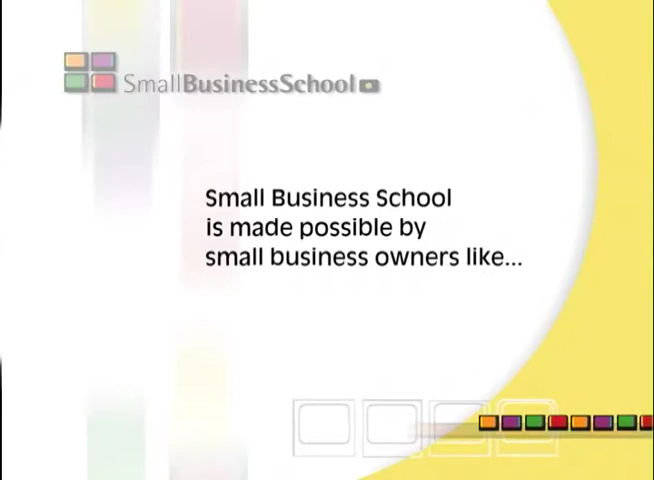 SmallBusinessSchool
Small Business School
is made possible by
small business owners like...